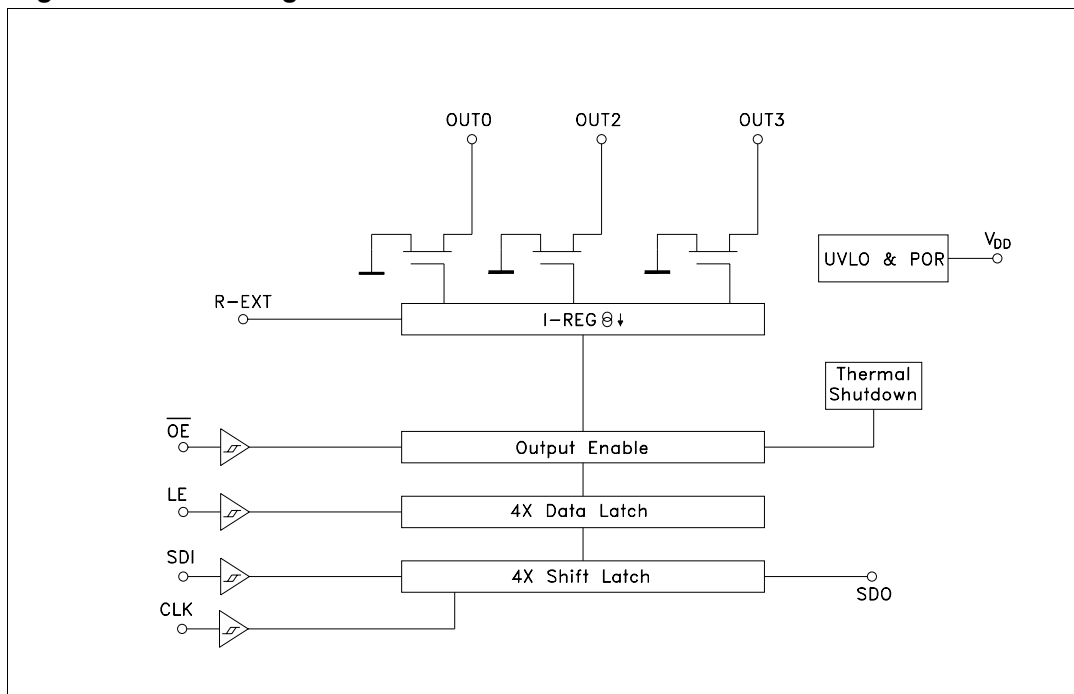 OUT0 OUT2 OUT3
UVLO & POR
VDD
R-EXT
I-REG
Thermal
Shutdown
OE
Output Enable
LE
4X Data Latch
SDI
4X Shift Latch
SDO
CLK